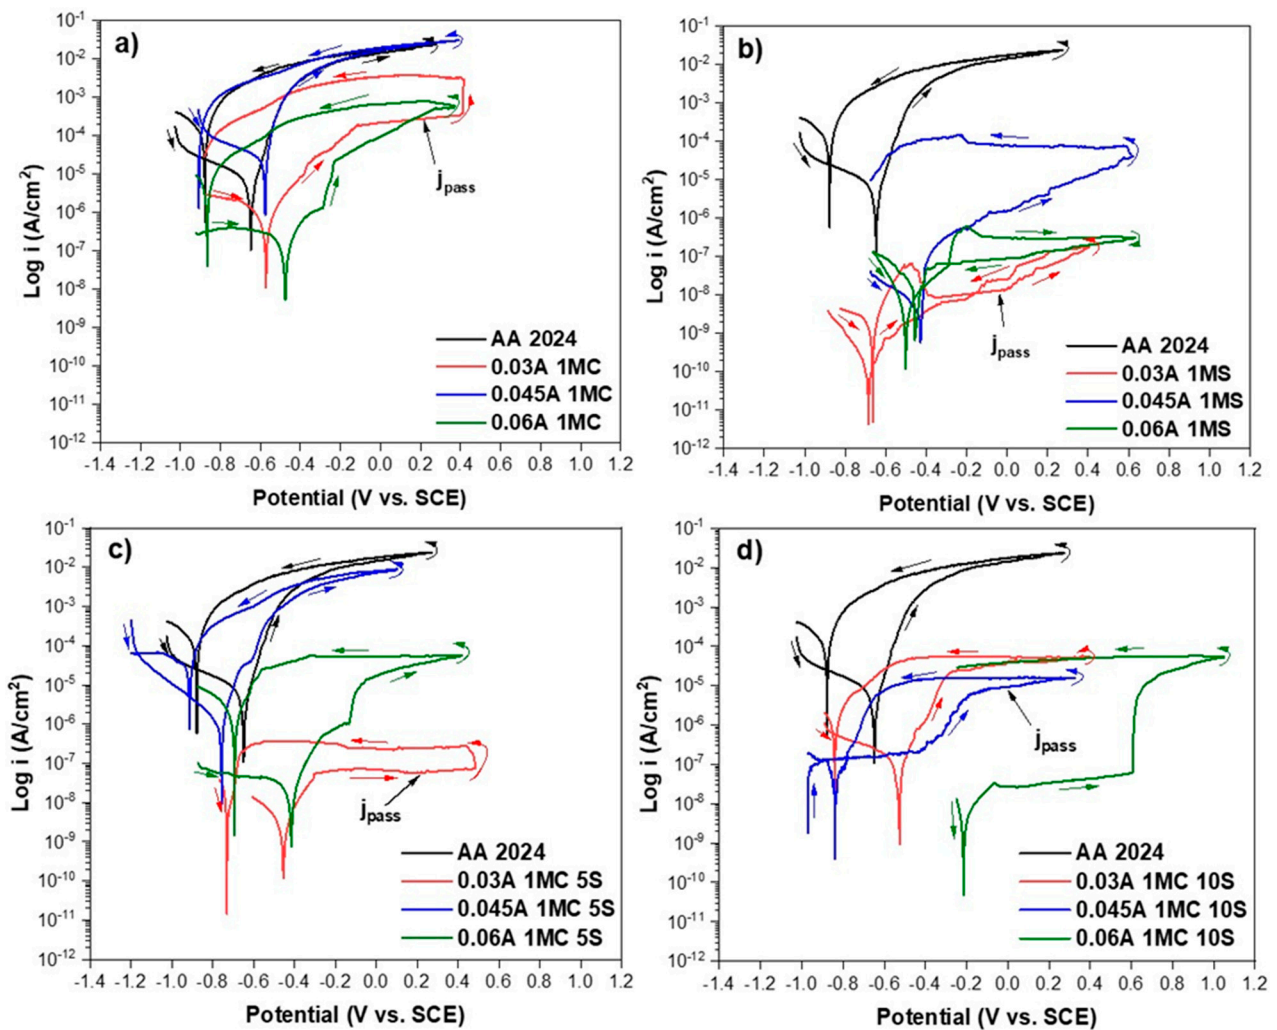 a)
Log i (A/cm²)
10⁻¹
10⁻²
10⁻³
10⁻⁴
10⁻⁵
10⁻⁶
10⁻⁷
10⁻⁸
10⁻⁹
10⁻¹⁰
10⁻¹¹
10⁻¹²
jpass
AA 2024
0.03A 1MC
0.045A 1MC
0.06A 1MC
-1.4 -1.2 -1.0 -0.8 -0.6 -0.4 -0.2 0.0 0.2 0.4 0.6 0.8 1.0 1.2
Potential (V vs. SCE)
b)
Log i (A/cm²)
10⁻¹
10⁻²
10⁻³
10⁻⁴
10⁻⁵
10⁻⁶
10⁻⁷
10⁻⁸
10⁻⁹
10⁻¹⁰
10⁻¹¹
10⁻¹²
jpass
AA 2024
0.03A 1MS
0.045A 1MS
0.06A 1MS
-1.4 -1.2 -1.0 -0.8 -0.6 -0.4 -0.2 0.0 0.2 0.4 0.6 0.8 1.0 1.2
Potential (V vs. SCE)
c)
Log i (A/cm²)
10⁻¹
10⁻²
10⁻³
10⁻⁴
10⁻⁵
10⁻⁶
10⁻⁷
10⁻⁸
10⁻⁹
10⁻¹⁰
10⁻¹¹
10⁻¹²
jpass
AA 2024
0.03A 1MC 5S
0.045A 1MC 5S
0.06A 1MC 5S
-1.4 -1.2 -1.0 -0.8 -0.6 -0.4 -0.2 0.0 0.2 0.4 0.6 0.8 1.0 1.2
Potential (V vs. SCE)
d)
Log i (A/cm²)
10⁻¹
10⁻²
10⁻³
10⁻⁴
10⁻⁵
10⁻⁶
10⁻⁷
10⁻⁸
10⁻⁹
10⁻¹⁰
10⁻¹¹
10⁻¹²
jpass
AA 2024
0.03A 1MC 10S
0.045A 1MC 10S
0.06A 1MC 10S
-1.4 -1.2 -1.0 -0.8 -0.6 -0.4 -0.2 0.0 0.2 0.4 0.6 0.8 1.0 1.2
Potential (V vs. SCE)